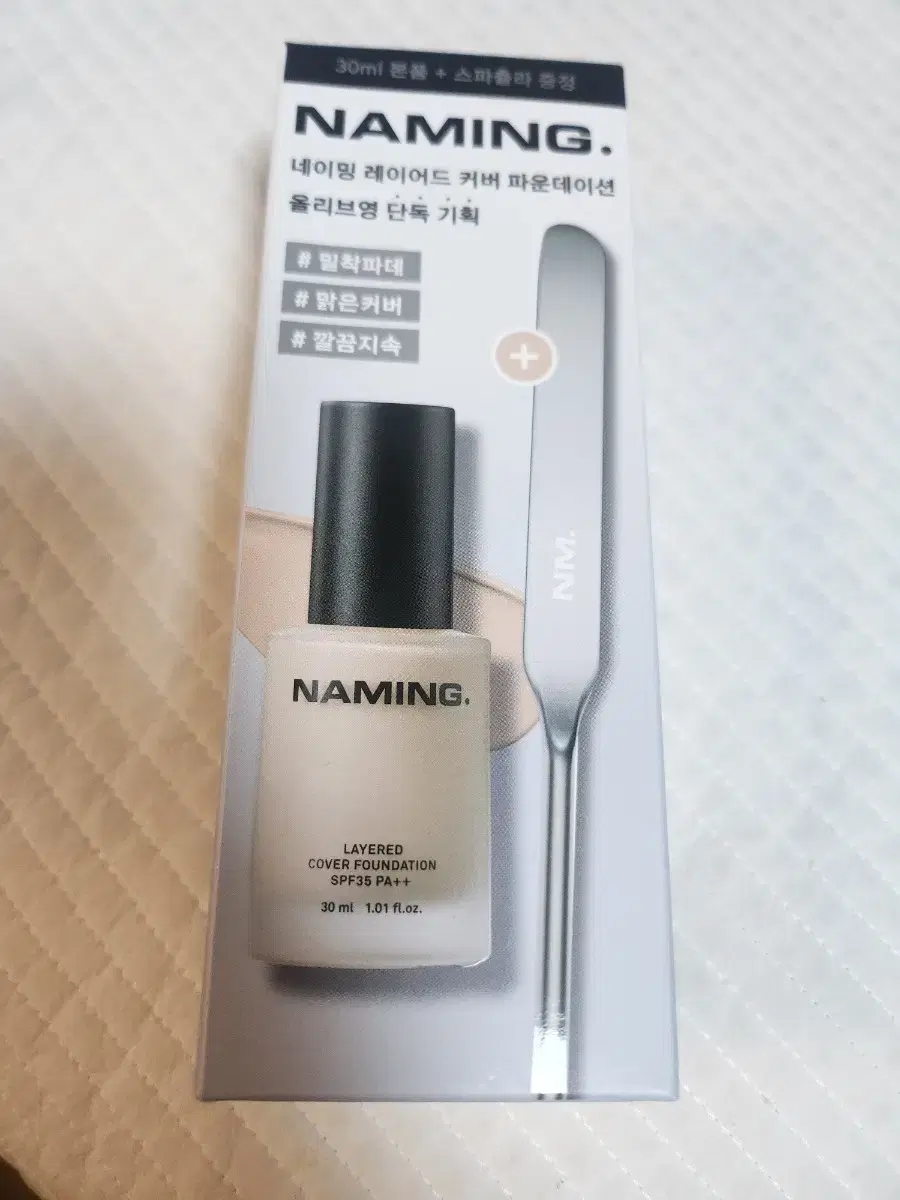 30ml 본품 + 스파츌라 증정
NAMING.
네이밍 레이어드 커버 파운데이션
올리브영 단독 기획
# 밀착파데
# 맑은커버
# 깔끔지속
+
NM.
NAMING.
LAYERED
COVER FOUNDATION
SPF35 PA++
30 ml 1.01 fl.oz.